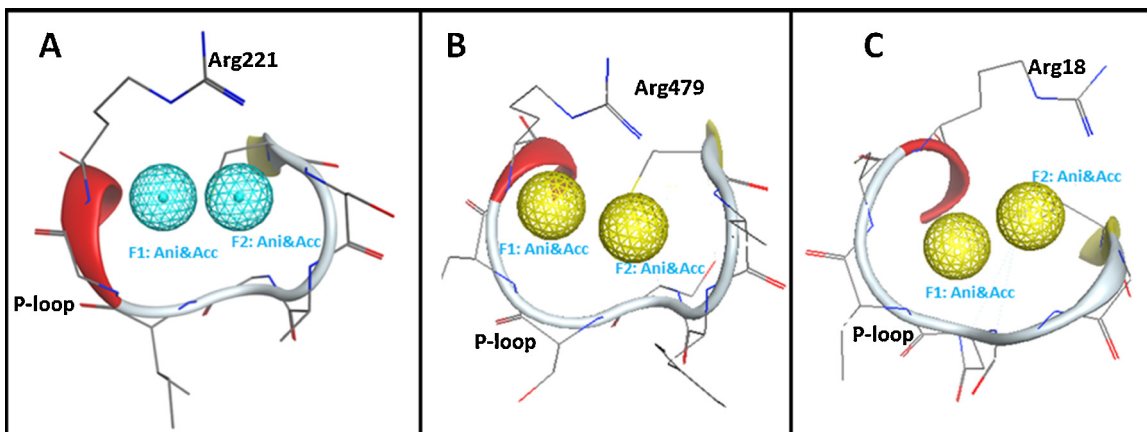 A
Arg221
F1: Ani&Acc
F2: Ani&Acc
P-loop
B
Arg479
F1: Ani&Acc
F2: Ani&Acc
P-loop
C
Arg18
F2: Ani&Acc
F1: Ani&Acc
P-loop